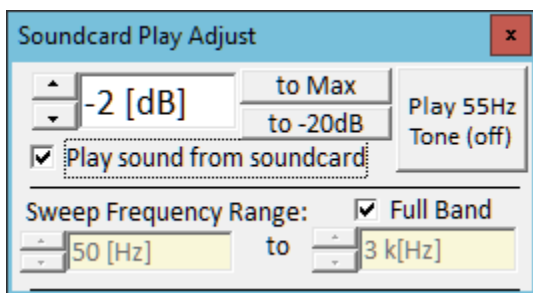 Soundcard Play Adjust
x
-2 [dB]
to Max
to -20dB
Play 55Hz
Tone (off)
Play sound from soundcard
Sweep Frequency Range:
Full Band
50 [Hz]
to
3 k[Hz]